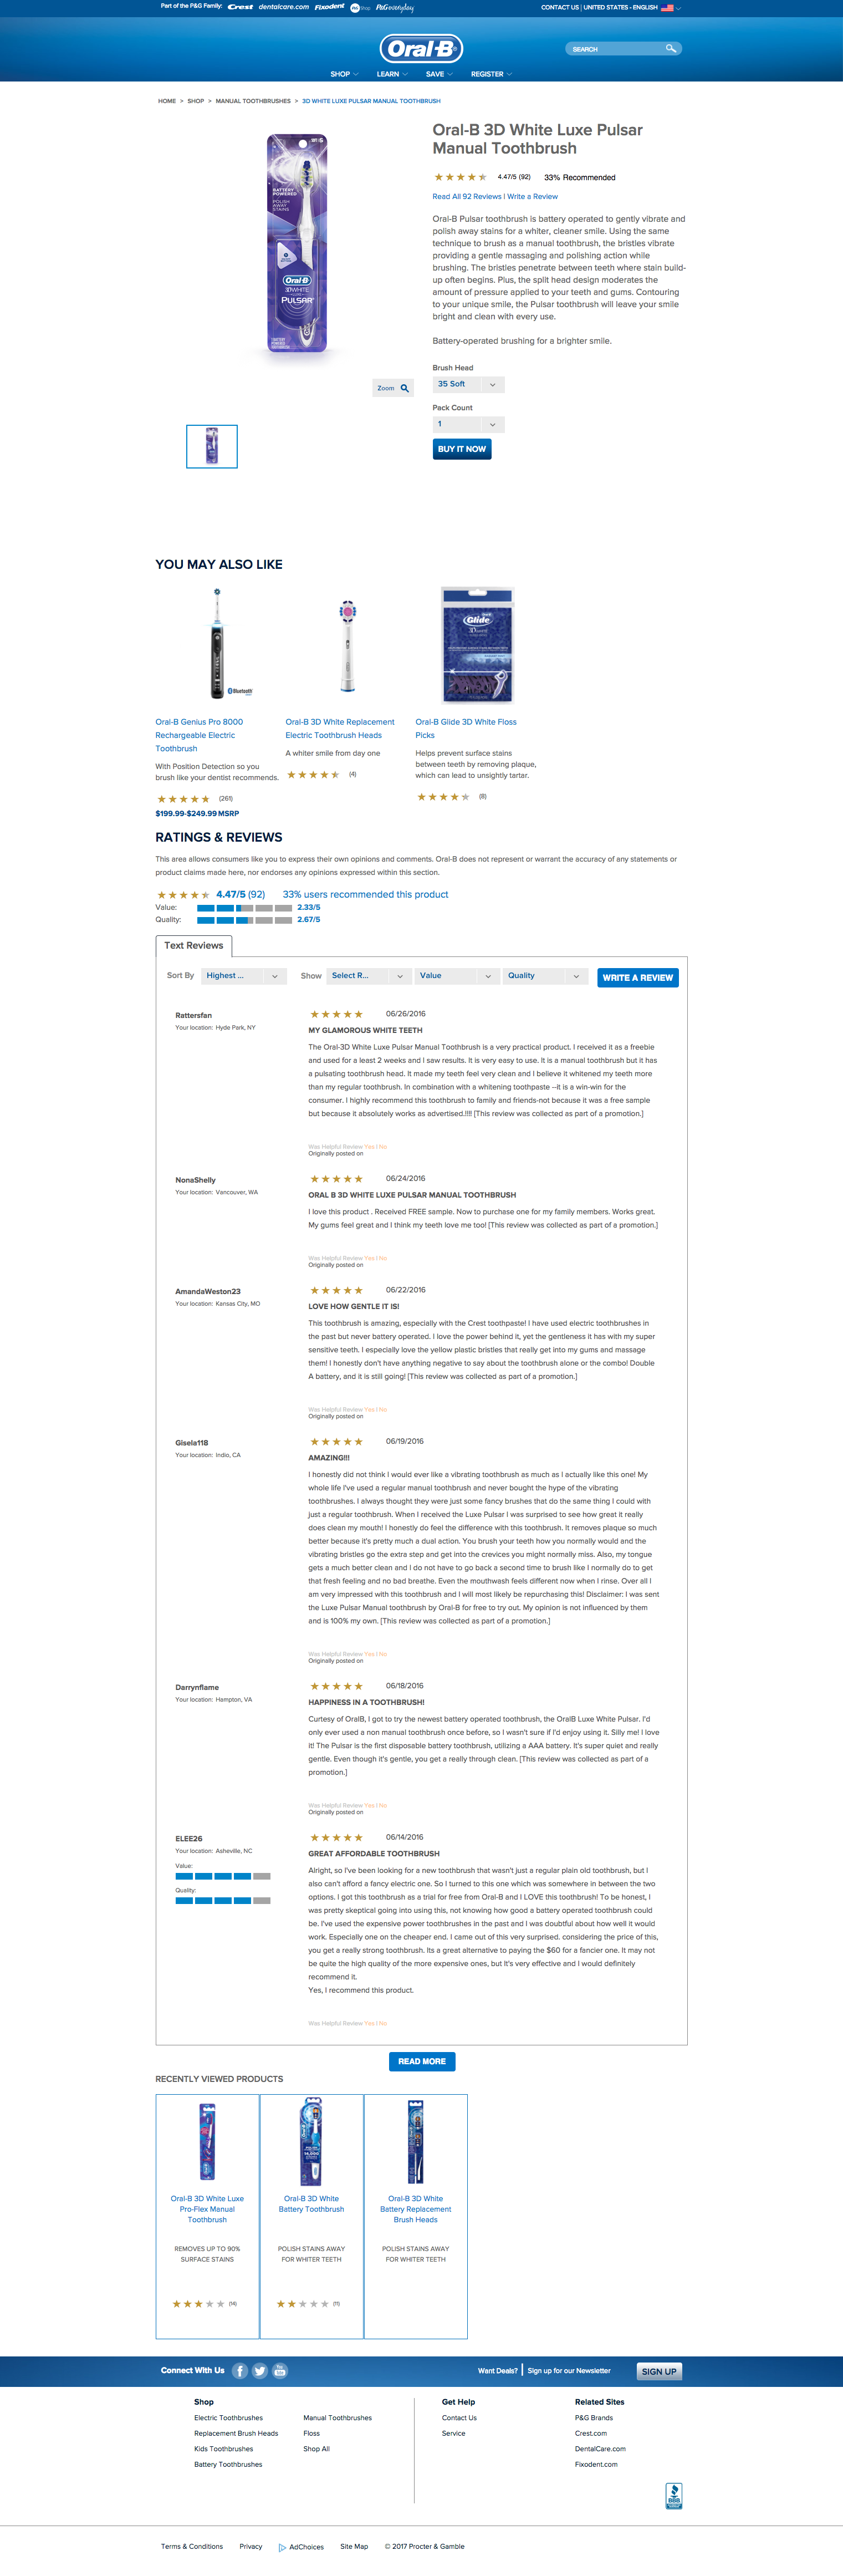 Part of the P&G Family: Crest dentalcare.com Fixodent P&G Shop P&G everyday
CONTACT US | UNITED STATES - ENGLISH
Oral-B
SEARCH
SHOP LEARN SAVE REGISTER
HOME > SHOP > MANUAL TOOTHBRUSHES > 3D WHITE LUXE PULSAR MANUAL TOOTHBRUSH
Oral-B 3D White Luxe Pulsar
Manual Toothbrush
4.47/5 (92) 33% Recommended
Read All 92 Reviews | Write a Review
Oral-B Pulsar toothbrush is battery operated to gently vibrate and
polish away stains for a whiter, cleaner smile. Using the same
technique to brush as a manual toothbrush, the bristles vibrate
providing a gentle massaging and polishing action while
brushing. The bristles penetrate between teeth where stain build-
up often begins. Plus, the split head design moderates the
amount of pressure applied to your teeth and gums. Contouring
to your unique smile, the Pulsar toothbrush will leave your smile
bright and clean with every use.
Battery-operated brushing for a brighter smile.
BATTERY
POWERED
POLISH
AWAY
STAINS
Oral-B
3DWHITE
PULSAR
Zoom
Brush Head
35 Soft
Pack Count
1
BUY IT NOW
YOU MAY ALSO LIKE
Bluetooth
Glide
Oral-B Genius Pro 8000
Rechargeable Electric
Toothbrush
With Position Detection so you
brush like your dentist recommends.
(261)
$199.99-$249.99 MSRP
Oral-B 3D White Replacement
Electric Toothbrush Heads
A whiter smile from day one
(4)
Oral-B Glide 3D White Floss
Picks
Helps prevent surface stains
between teeth by removing plaque,
which can lead to unsightly tartar.
(8)
RATINGS & REVIEWS
This area allows consumers like you to express their own opinions and comments. Oral-B does not represent or warrant the accuracy of any statements or
product claims made here, nor endorses any opinions expressed within this section.
4.47/5 (92) 33% users recommended this product
Value: 2.33/5
Quality: 2.67/5
Text Reviews
Sort By Highest ... Show Select R... Value Quality WRITE A REVIEW
Rattersfan
Your location: Hyde Park, NY
06/26/2016
MY GLAMOROUS WHITE TEETH
The Oral-3D White Luxe Pulsar Manual Toothbrush is a very practical product. I received it as a freebie
and used for a least 2 weeks and I saw results. It is very easy to use. It is a manual toothbrush but it has
a pulsating toothbrush head. It made my teeth feel very clean and I believe it whitened my teeth more
than my regular toothbrush. In combination with a whitening toothpaste --it is a win-win for the
consumer. I highly recommend this toothbrush to family and friends-not because it was a free sample
but because it absolutely works as advertised.!!!! [This review was collected as part of a promotion.]
Was Helpful Review Yes | No
Originally posted on
NonaShelly
Your location: Vancouver, WA
06/24/2016
ORAL B 3D WHITE LUXE PULSAR MANUAL TOOTHBRUSH
I love this product . Received FREE sample. Now to purchase one for my family members. Works great.
My gums feel great and I think my teeth love me too! [This review was collected as part of a promotion.]
Was Helpful Review Yes | No
Originally posted on
AmandaWeston23
Your location: Kansas City, MO
06/22/2016
LOVE HOW GENTLE IT IS!
This toothbrush is amazing, especially with the Crest toothpaste! I have used electric toothbrushes in
the past but never battery operated. I love the power behind it, yet the gentleness it has with my super
sensitive teeth. I especially love the yellow plastic bristles that really get into my gums and massage
them! I honestly don't have anything negative to say about the toothbrush alone or the combo! Double
A battery, and it is still going! [This review was collected as part of a promotion.]
Was Helpful Review Yes | No
Originally posted on
Gisela118
Your location: Indio, CA
06/19/2016
AMAZING!!!
I honestly did not think I would ever like a vibrating toothbrush as much as I actually like this one! My
whole life I've used a regular manual toothbrush and never bought the hype of the vibrating
toothbrushes. I always thought they were just some fancy brushes that do the same thing I could with
just a regular toothbrush. When I received the Luxe Pulsar I was surprised to see how great it really
does clean my mouth! I honestly do feel the difference with this toothbrush. It removes plaque so much
better because it's pretty much a dual action. You brush your teeth how you normally would and the
vibrating bristles go the extra step and get into the crevices you might normally miss. Also, my tongue
gets a much better clean and I do not have to go back a second time to brush like I normally do to get
that fresh feeling and no bad breathe. Even the mouthwash feels different now when I rinse. Over all I
am very impressed with this toothbrush and I will most likely be repurchasing this! Disclaimer: I was sent
the Luxe Pulsar Manual toothbrush by Oral-B for free to try out. My opinion is not influenced by them
and is 100% my own. [This review was collected as part of a promotion.]
Was Helpful Review Yes | No
Originally posted on
Darrynflame
Your location: Hampton, VA
06/18/2016
HAPPINESS IN A TOOTHBRUSH!
Curtesy of OralB, I got to try the newest battery operated toothbrush, the OralB Luxe White Pulsar. I'd
only ever used a non manual toothbrush once before, so I wasn't sure if I'd enjoy using it. Silly me! I love
it! The Pulsar is the first disposable battery toothbrush, utilizing a AAA battery. It's super quiet and really
gentle. Even though it's gentle, you get a really through clean. [This review was collected as part of a
promotion.]
Was Helpful Review Yes | No
Originally posted on
ELEE26
Your location: Asheville, NC
Value:
Quality:
06/14/2016
GREAT AFFORDABLE TOOTHBRUSH
Alright, so I've been looking for a new toothbrush that wasn't just a regular plain old toothbrush, but I
also can't afford a fancy electric one. So I turned to this one which was somewhere in between the two
options. I got this toothbrush as a trial for free from Oral-B and I LOVE this toothbrush! To be honest, I
was pretty skeptical going into using this, not knowing how good a battery operated toothbrush could
be. I've used the expensive power toothbrushes in the past and I was doubtful about how well it would
work. Especially one on the cheaper end. I came out of this very surprised. considering the price of this,
you get a really strong toothbrush. Its a great alternative to paying the $60 for a fancier one. It may not
be quite the high quality of the more expensive ones, but It's very effective and I would definitely
recommend it.
Yes, I recommend this product.
Was Helpful Review Yes | No
READ MORE
RECENTLY VIEWED PRODUCTS
Oral-B 3D White Luxe
Pro-Flex Manual
Toothbrush
REMOVES UP TO 90%
SURFACE STAINS
(14)
Oral-B 3D White
Battery Toothbrush
POLISH STAINS AWAY
FOR WHITER TEETH
(11)
Oral-B 3D White
Battery Replacement
Brush Heads
POLISH STAINS AWAY
FOR WHITER TEETH
Connect With Us
Want Deals? | Sign up for our Newsletter SIGN UP
Shop
Electric Toothbrushes
Replacement Brush Heads
Kids Toothbrushes
Battery Toothbrushes
Manual Toothbrushes
Floss
Shop All
Get Help
Contact Us
Service
Related Sites
P&G Brands
Crest.com
DentalCare.com
Fixodent.com
BBB
Terms & Conditions Privacy AdChoices Site Map © 2017 Procter & Gamble